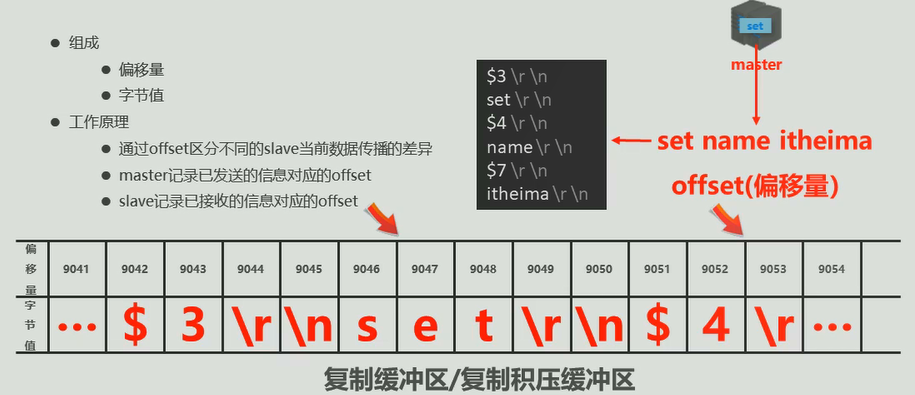 组成
偏移量
字节值
工作原理
通过offset区分不同的slave当前数据传播的差异
master记录已发送的信息对应的offset
slave记录已接收的信息对应的offset
set
master
$3 \r \n
set \r \n
$4 \r \n
name \r \n
$7 \r \n
itheima \r \n
set name itheima
offset(偏移量)
偏移量 9041 9042 9043 9044 9045 9046 9047 9048 9049 9050 9051 9052 9053 9054
字节值 ... $ 3 \r \n s e t \r \n $ 4 \r ...
复制缓冲区/复制积压缓冲区